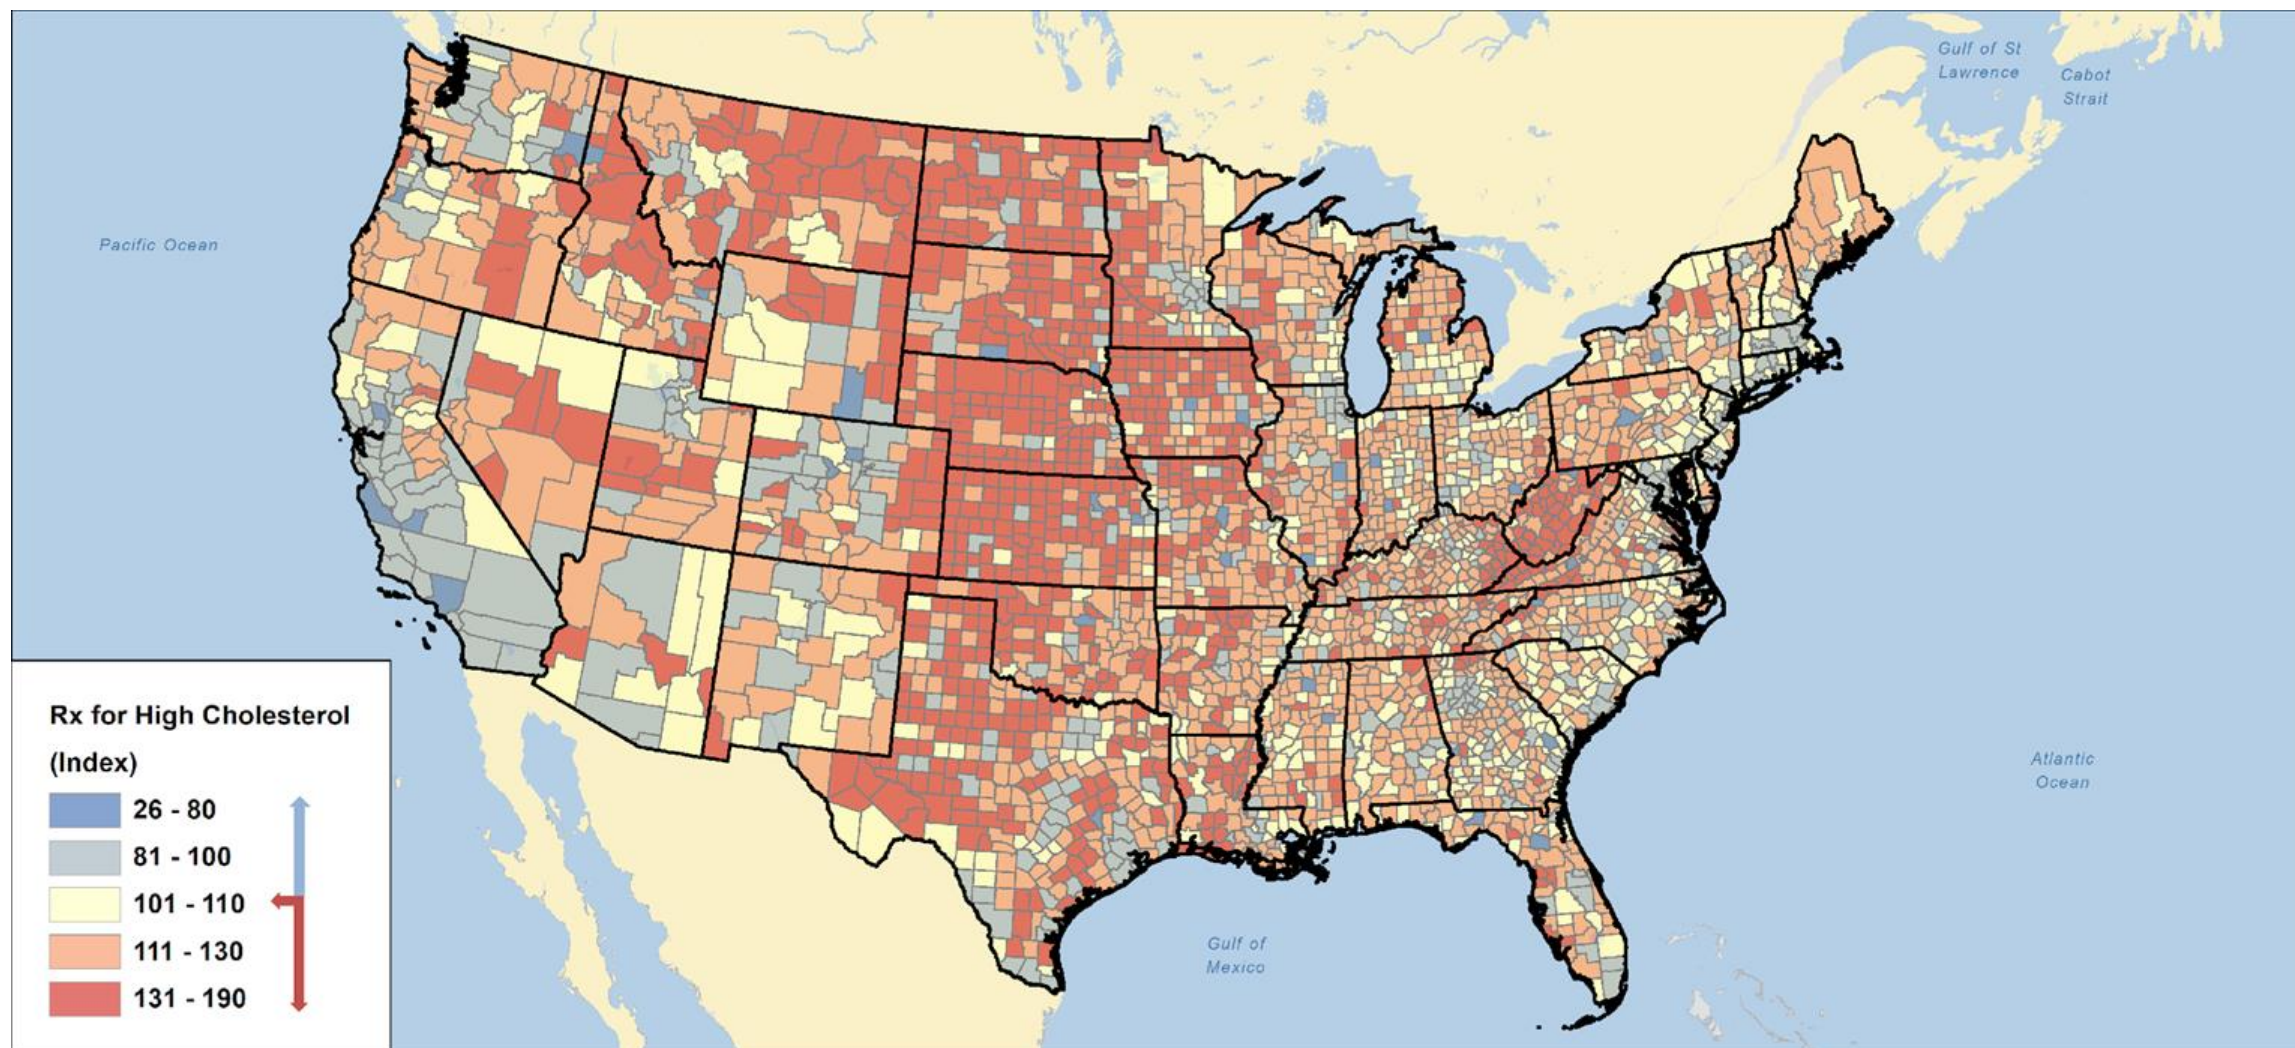 Gulf of St
Lawrence
Cabot
Strait
Pacific Ocean
Rx for High Cholesterol
(Index)
26 - 80
81 - 100
101 - 110
111 - 130
131 - 190
Atlantic
Ocean
Gulf of
Mexico